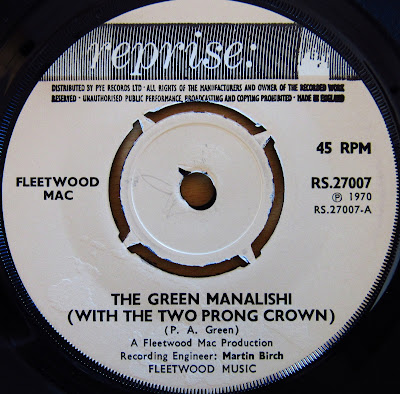 reprise:
DISTRIBUTED BY PYE RECORDS LTD · ALL RIGHTS OF THE MANUFACTURERS AND OWNER OF THE RECORDED WORK
RESERVED · UNAUTHORISED PUBLIC PERFORMANCE, BROADCASTING AND COPYING PROHIBITED · MADE IN ENGLAND
45 RPM
FLEETWOOD
MAC
RS.27007
Ⓟ 1970
RS.27007-A
THE GREEN MANALISHI
(WITH THE TWO PRONG CROWN)
(P. A. Green)
A Fleetwood Mac Production
Recording Engineer: Martin Birch
FLEETWOOD MUSIC